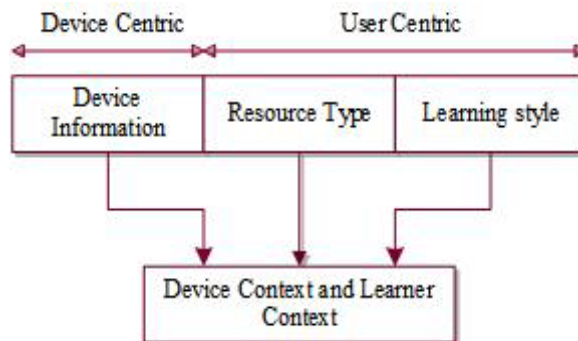 Device Centric
User Centric
Device
Information
Resource Type
Learning style
Device Context and Learner
Context